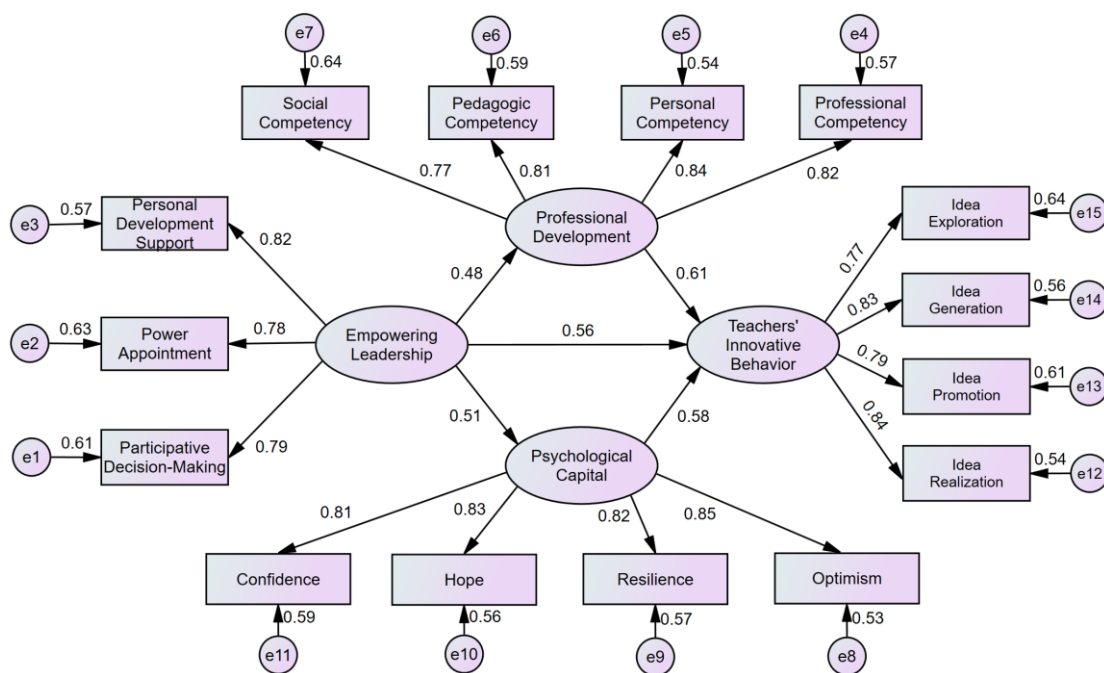 e7
e6
e5
e4
0.64
0.59
0.54
0.57
Social
Competency
Pedagogic
Competency
Personal
Competency
Professional
Competency
0.77
0.81
0.84
0.82
e3
0.57
Personal
Development
Support
0.82
Professional
Development
Idea
Exploration
0.64
e15
0.48
0.61
0.77
e2
0.63
Power
Appointment
0.78
Empowering
Leadership
0.56
Teachers'
Innovative
Behavior
0.83
Idea
Generation
0.56
e14
0.79
Idea
Promotion
0.61
e13
e1
0.61
Participative
Decision-Making
0.79
0.51
0.58
0.84
Psychological
Capital
Idea
Realization
0.54
e12
0.81
0.83
0.82
0.85
Confidence
Hope
Resilience
Optimism
0.59
0.56
0.57
0.53
e11
e10
e9
e8